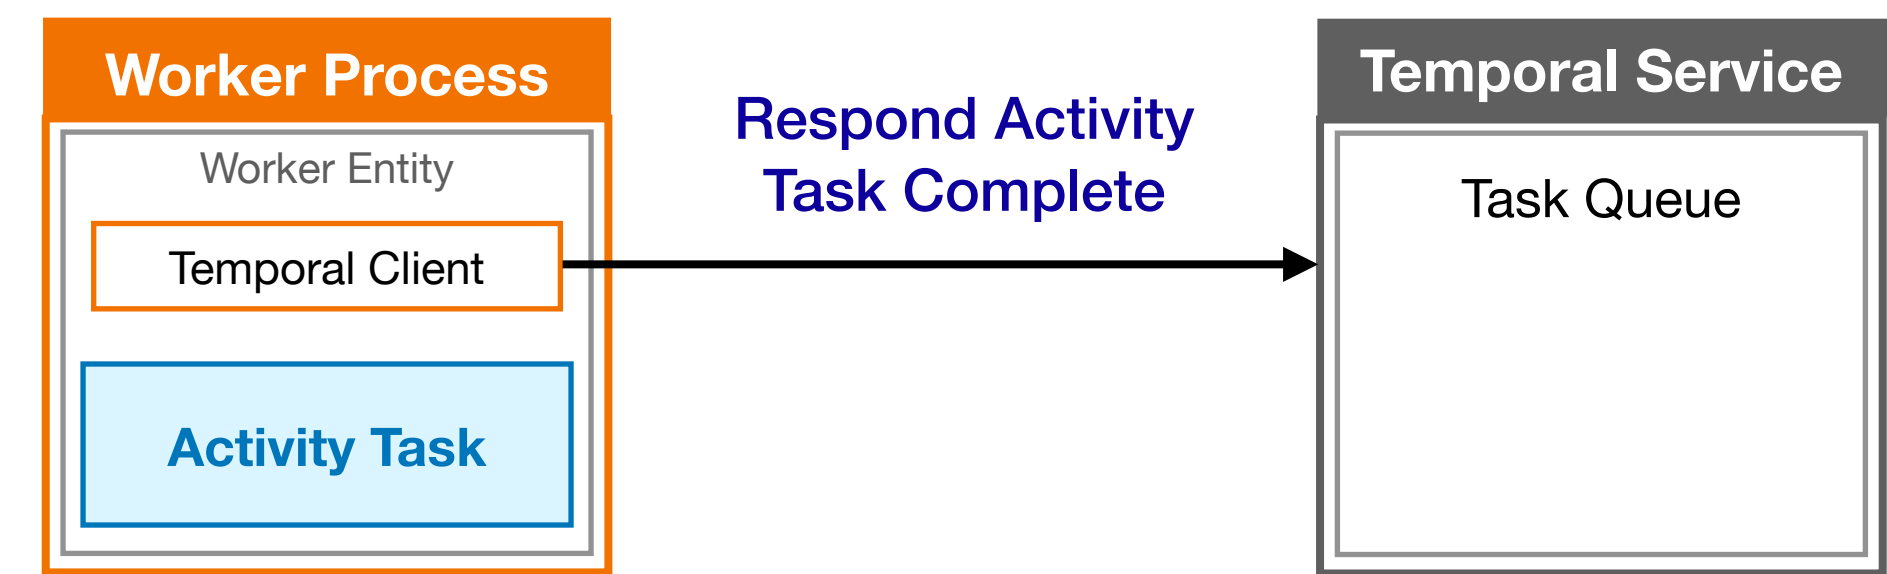 Worker Process
Worker Entity
Temporal Client
Activity Task
Respond Activity
Task Complete
Temporal Service
Task Queue